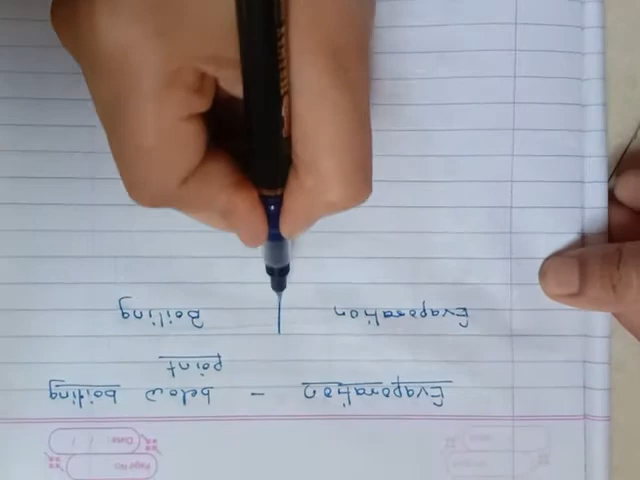 Page No.
Date / /
Evaporation - below boiling
point
Evaporation Boiling